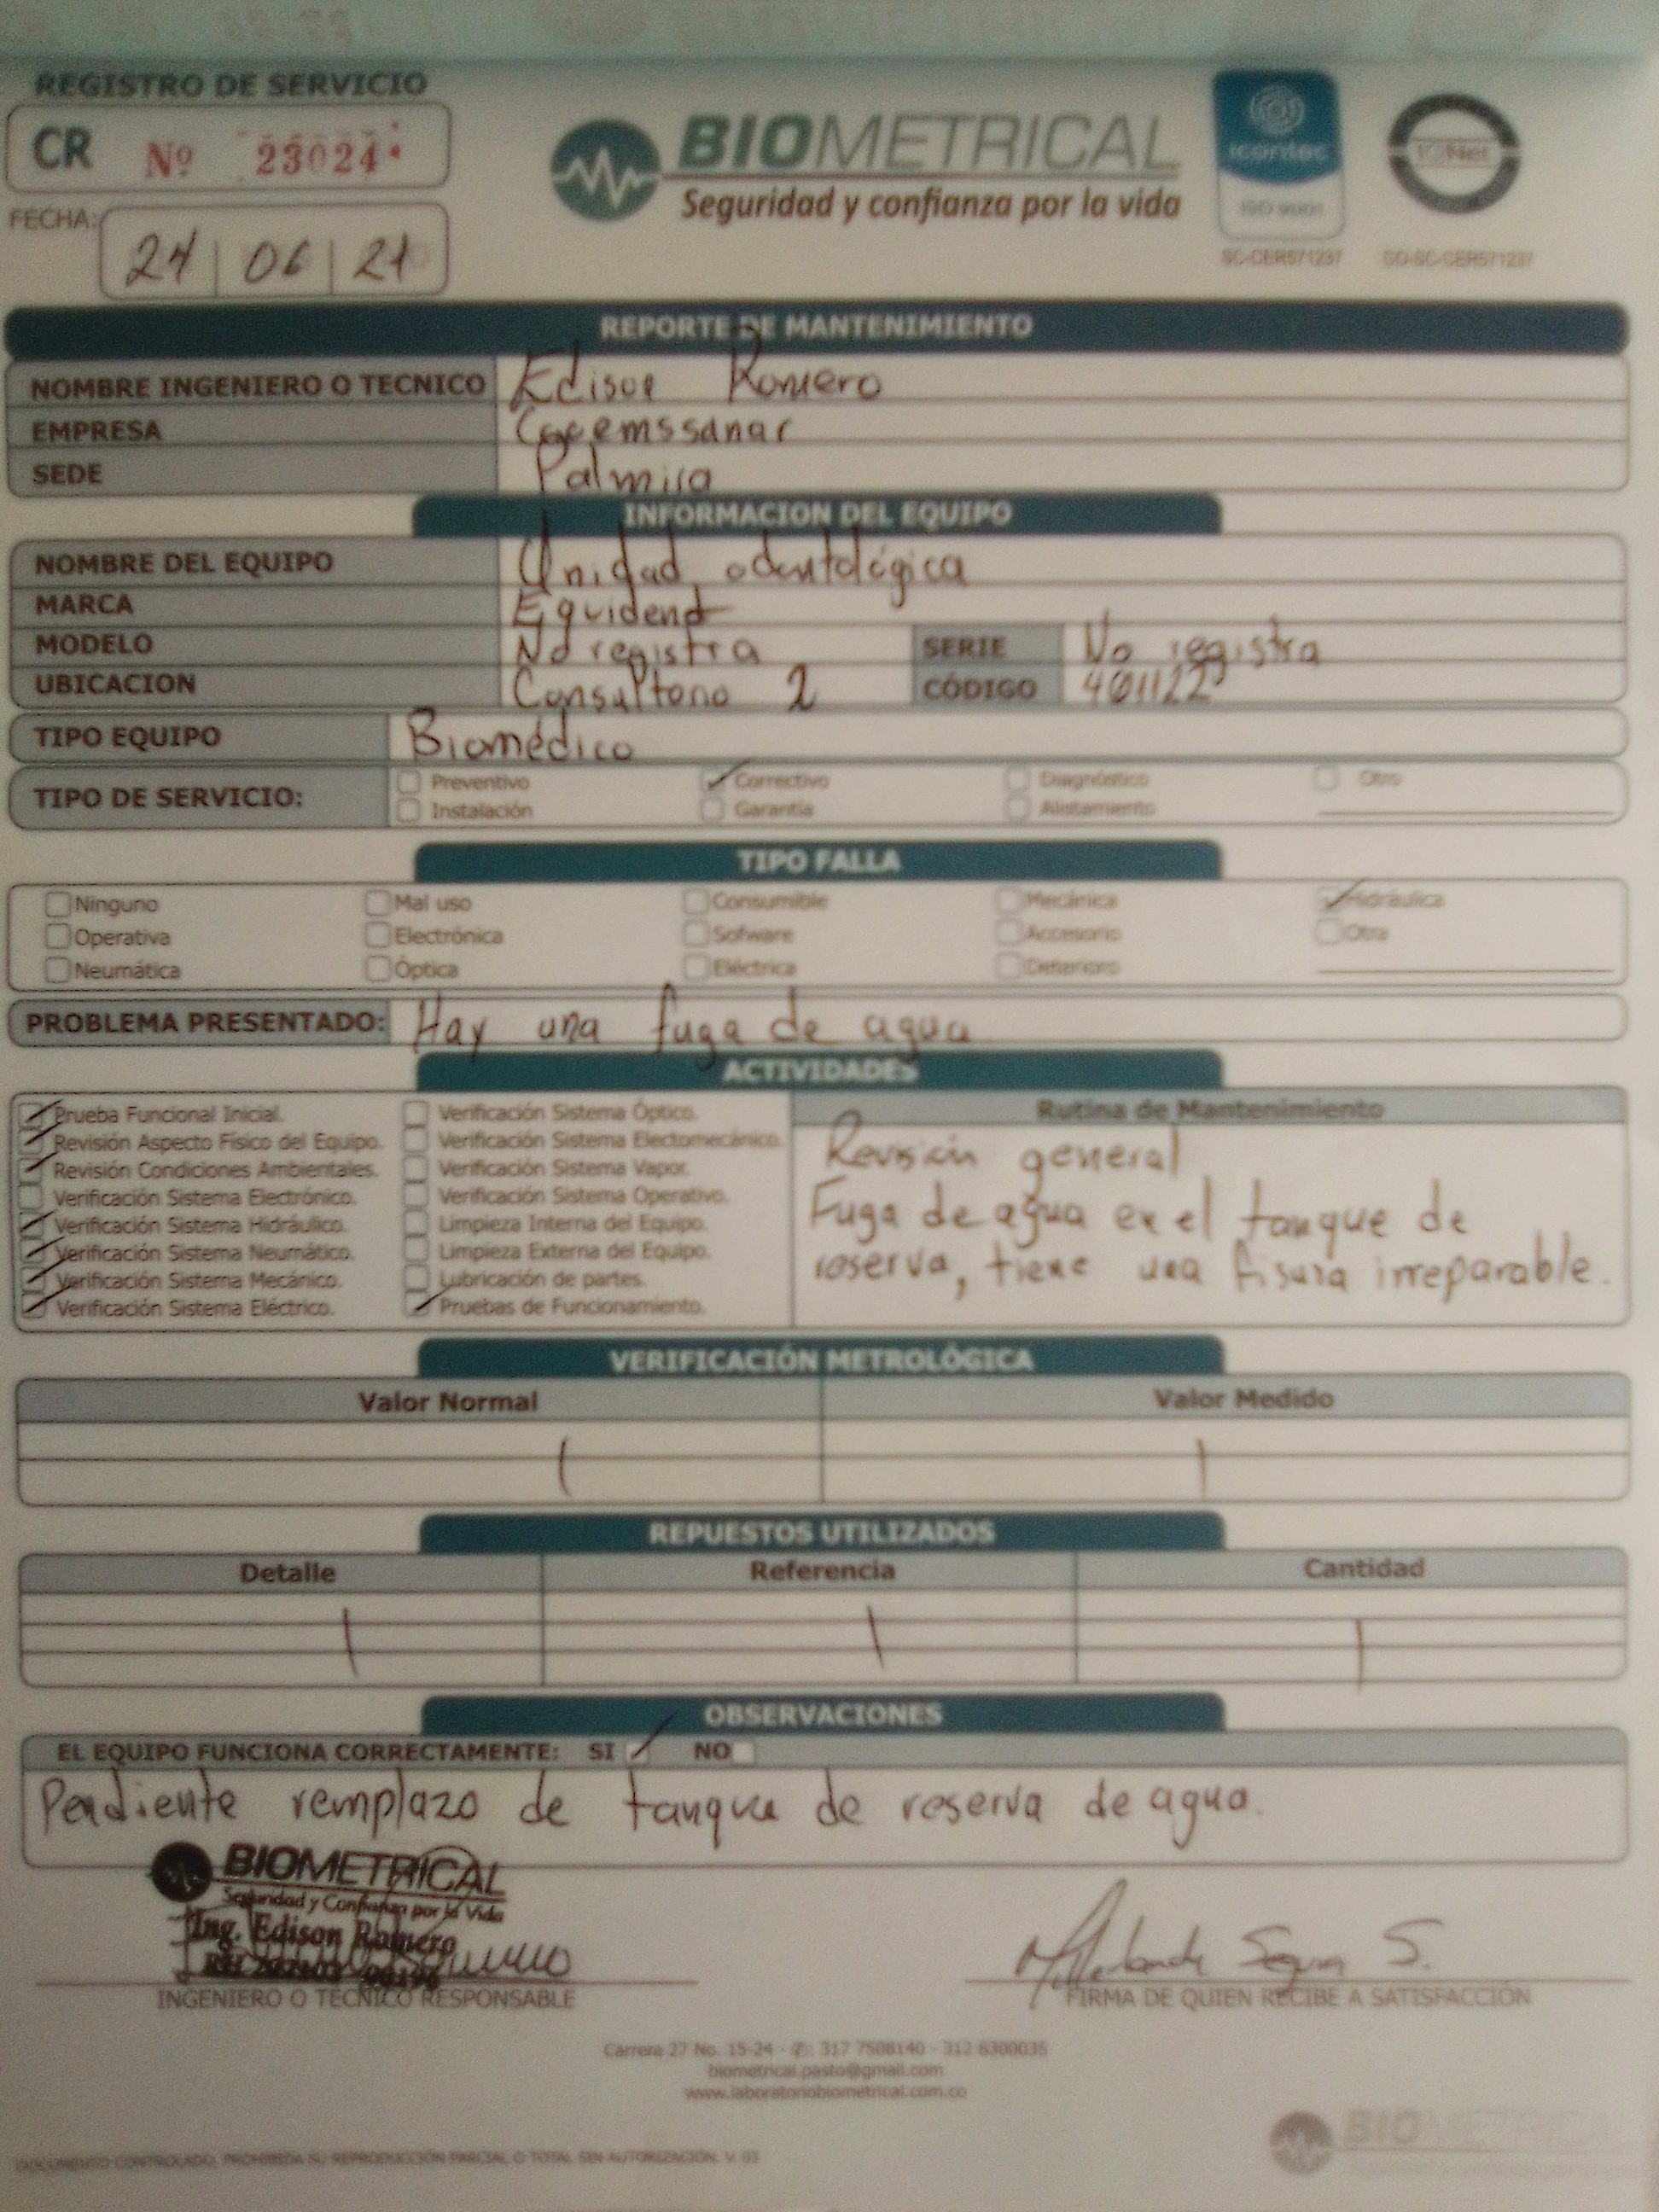 REGISTRO DE SERVICIO
CR Nº 23024
BIOMETRICAL
Seguridad y confianza por la vida
icontec
ISO 9001
SC-CER571237
IQNet
CO-SC-CER571237
FECHA: 24 | 06 | 21
REPORTE DE MANTENIMIENTO
NOMBRE INGENIERO O TECNICO Edison Romero
EMPRESA Coemssanar
SEDE Palmira
INFORMACION DEL EQUIPO
NOMBRE DEL EQUIPO Unidad odontológica
MARCA Equident
MODELO No registra SERIE No registra
UBICACION Consultorio 2 CÓDIGO
TIPO EQUIPO Biomédico
TIPO DE SERVICIO: Preventivo Correctivo Diagnóstico Otro
Instalación Garantía Alistamiento
TIPO FALLA
Ninguno Mal uso Consumible Mecánica Hidráulica
Operativa Electrónica Sofware Accesorio Otra
Neumática Óptica Eléctrica Deterioro
PROBLEMA PRESENTADO: Hay una fuga de agua
ACTIVIDADES
Prueba Funcional Inicial. Verificación Sistema Óptico. Rutina de Mantenimiento
Revisión Aspecto Físico del Equipo. Verificación Sistema Electomecánico. Revisión general
Revisión Condiciones Ambientales. Verificación Sistema Vapor.
Verificación Sistema Electrónico. Verificación Sistema Operativo. Fuga de agua en el tanque de
Verificación Sistema Hidráulico. Limpieza Interna del Equipo.
Verificación Sistema Neumático. Limpieza Externa del Equipo. reserva, tiene una fisura irreparable.
Verificación Sistema Mecánico. Lubricación de partes.
Verificación Sistema Eléctrico. Pruebas de Funcionamiento.
VERIFICACIÓN METROLÓGICA
Valor Normal Valor Medido
REPUESTOS UTILIZADOS
Detalle Referencia Cantidad
OBSERVACIONES
EL EQUIPO FUNCIONA CORRECTAMENTE: SI NO
Pendiente remplazo de tanque de reserva de agua.
BIOMETRICAL
Seguridad y Confianza por la Vida
Ing. Edison Romero
Segura S.
INGENIERO O TÉCNICO RESPONSABLE FIRMA DE QUIEN RECIBE A SATISFACCIÓN
Carrera 27 No. 15-24 - ✆: 317 7508140 - 312 6300035
biometrical.pasto@gmail.com
www.laboratoriobiometrical.com.co
BIOMETRICAL
DOCUMENTO CONTROLADO, PROHIBIDA SU REPRODUCCIÓN PARCIAL O TOTAL SIN AUTORIZACIÓN. V. 03